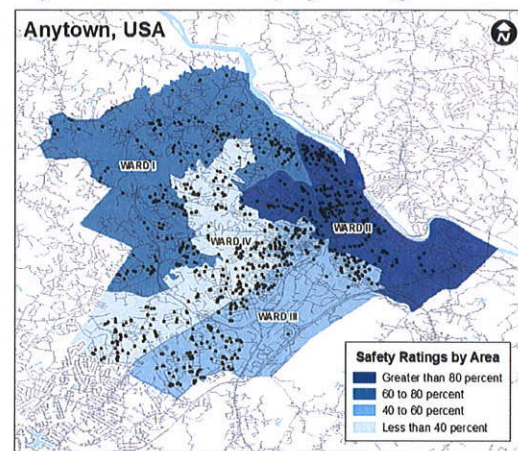 Anytown, USA
N
WARD I
WARD II
WARD IV
WARD III
Safety Ratings by Area
Greater than 80 percent
60 to 80 percent
40 to 60 percent
Less than 40 percent